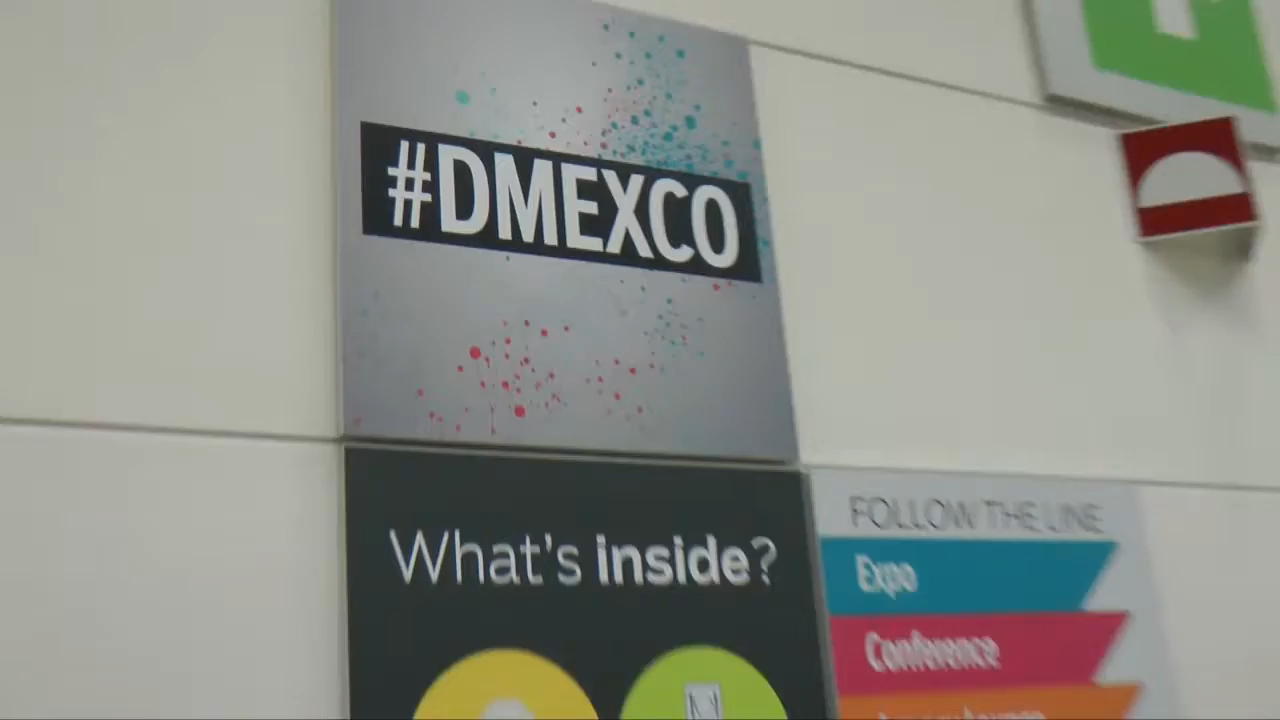 #DMEXCO
What's inside?
FOLLOW THE LINE
Expo
Conference